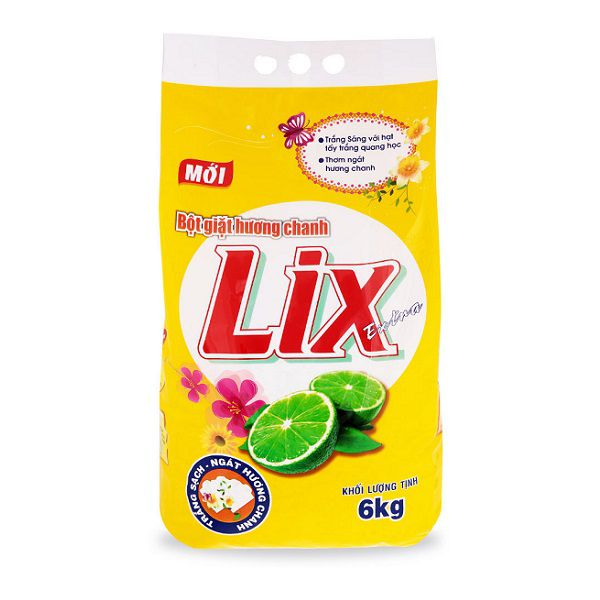 Trắng Sáng với hạt
tẩy trắng quang học
Thơm ngát
hương chanh
MỚI
Bột giặt hương chanh
Lix
Extra
TRẮNG SẠCH - NGÁT HƯƠNG CHANH
KHỐI LƯỢNG TỊNH
6kg